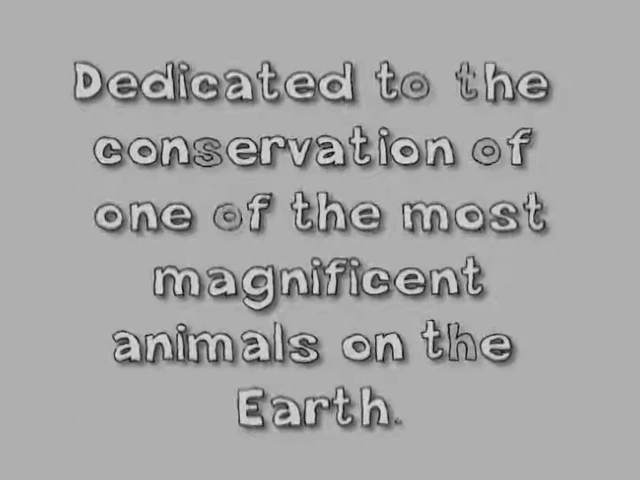 Dedicated to the
conservation of
one of the most
magnificent
animals on the
Earth.